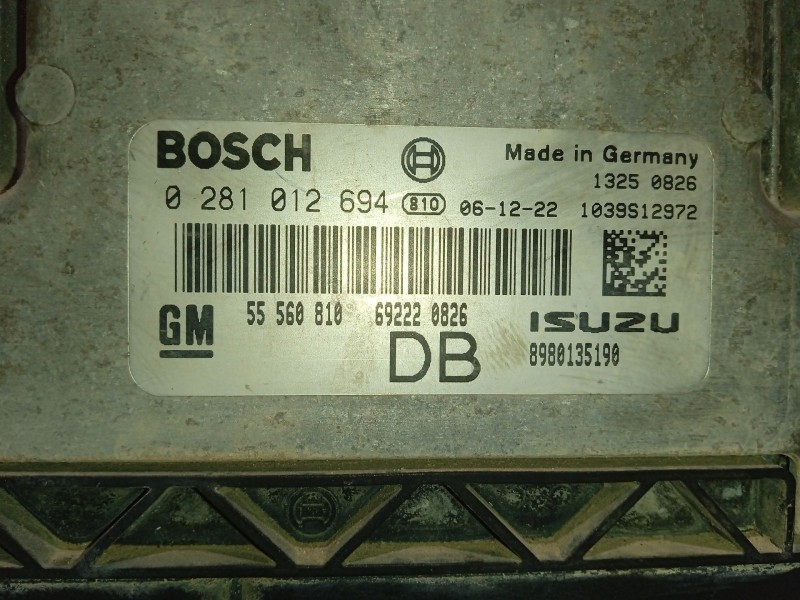 BOSCH
Made in Germany
1325 0826
0 281 012 694 810 06-12-22 1039S12972
GM 55 560 810 69222 0826 ISUZU
DB 8980135190